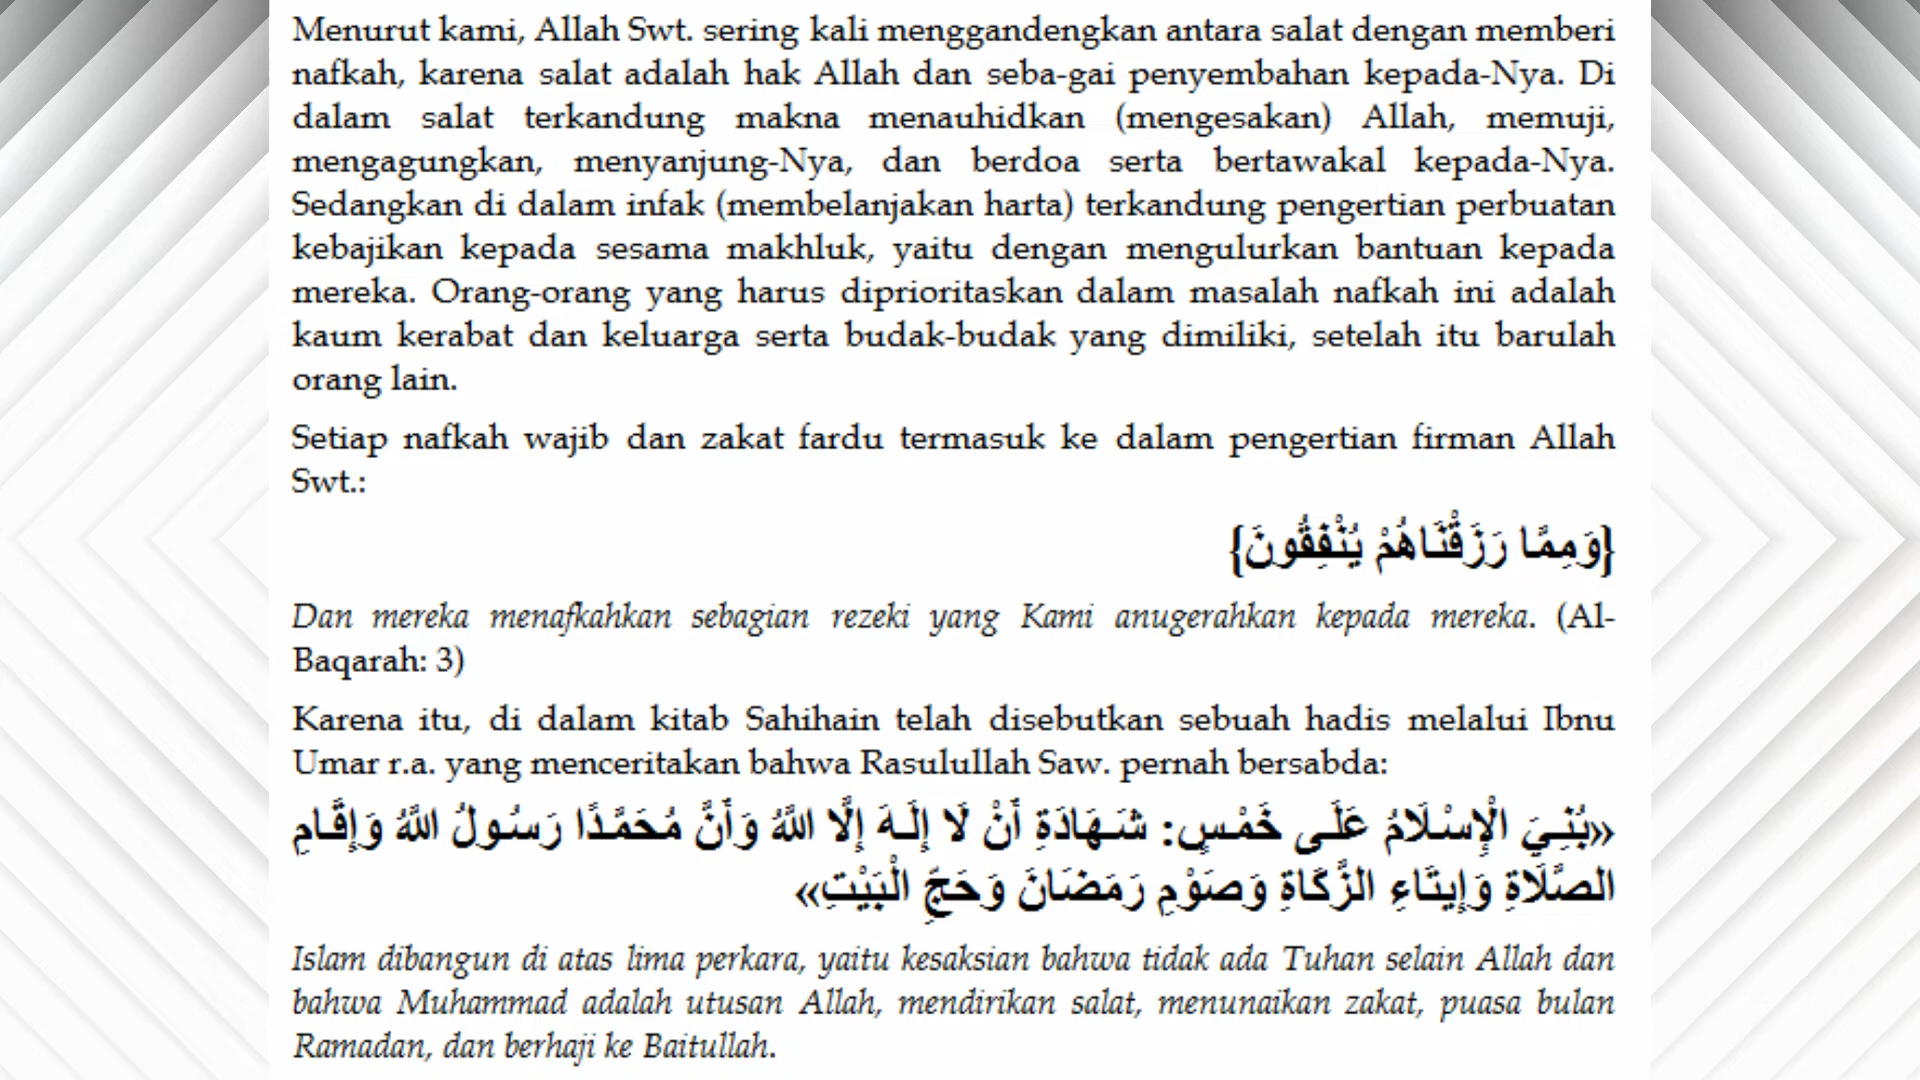 Menurut kami, Allah Swt. sering kali menggandengkan antara salat dengan memberi
nafkah, karena salat adalah hak Allah dan seba-gai penyembahan kepada-Nya. Di
dalam salat terkandung makna menauhidkan (mengesakan) Allah, memuji,
mengagungkan, menyanjung-Nya, dan berdoa serta bertawakal kepada-Nya.
Sedangkan di dalam infak (membelanjakan harta) terkandung pengertian perbuatan
kebajikan kepada sesama makhluk, yaitu dengan mengulurkan bantuan kepada
mereka. Orang-orang yang harus diprioritaskan dalam masalah nafkah ini adalah
kaum kerabat dan keluarga serta budak-budak yang dimiliki, setelah itu barulah
orang lain.
Setiap nafkah wajib dan zakat fardu termasuk ke dalam pengertian firman Allah
Swt.:
{وَمِمَّا رَزَقْنَاهُمْ يُنْفِقُونَ}
Dan mereka menafkahkan sebagian rezeki yang Kami anugerahkan kepada mereka. (Al-
Baqarah: 3)
Karena itu, di dalam kitab Sahihain telah disebutkan sebuah hadis melalui Ibnu
Umar r.a. yang menceritakan bahwa Rasulullah Saw. pernah bersabda:
«بُنِيَ الْإِسْلَامُ عَلَى خَمْسٍ: شَهَادَةِ أَنْ لَا إِلَهَ إِلَّا اللَّهُ وَأَنَّ مُحَمَّدًا رَسُولُ اللَّهُ وَإِقَامِ
الصَّلَاةِ وَإِيتَاءِ الزَّكَاةِ وَصَوْمِ رَمَضَانَ وَحَجِّ الْبَيْتِ»
Islam dibangun di atas lima perkara, yaitu kesaksian bahwa tidak ada Tuhan selain Allah dan
bahwa Muhammad adalah utusan Allah, mendirikan salat, menunaikan zakat, puasa bulan
Ramadan, dan berhaji ke Baitullah.